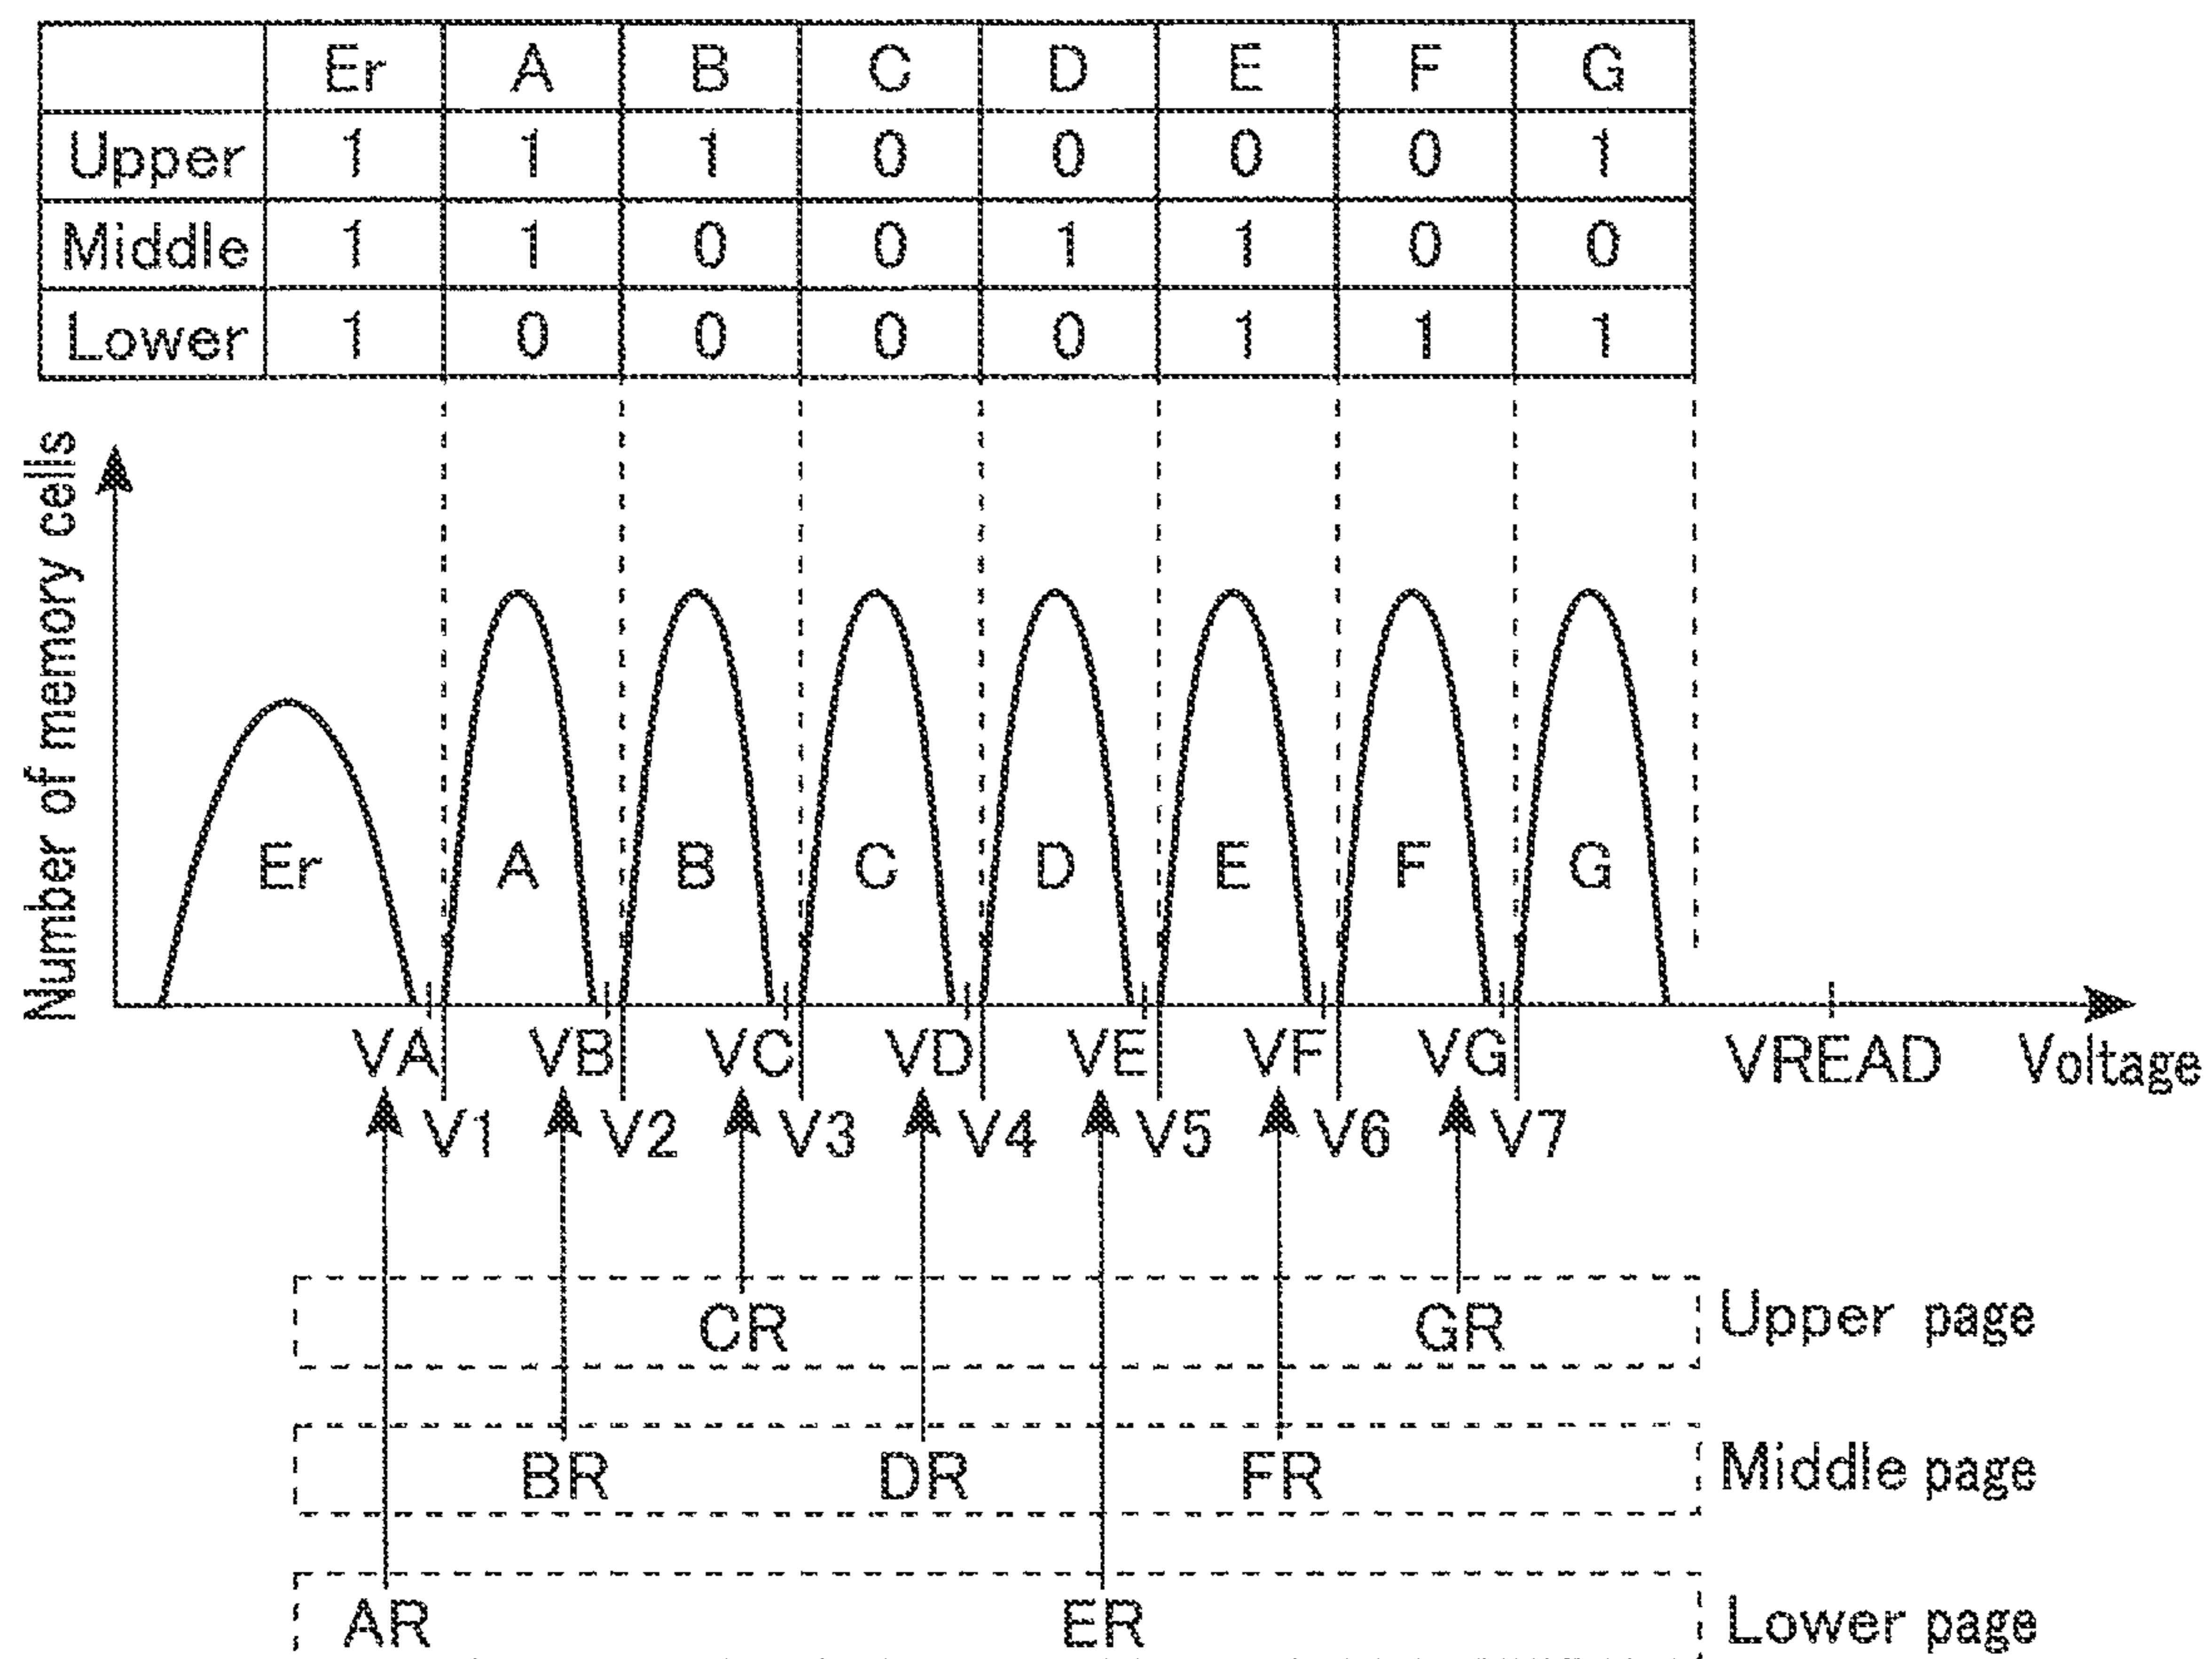 Er A B C D E F G
Upper 1 1 1 0 0 0 0 1
Middle 1 1 0 0 1 1 0 0
Lower 1 0 0 0 0 1 1 1
Number of memory cells
Er A B C D E F G
VA VB VC VD VE VF VG VREAD Voltage
V1 V2 V3 V4 V5 V6 V7
CR GR Upper page
BR DR FR Middle page
AR ER Lower page